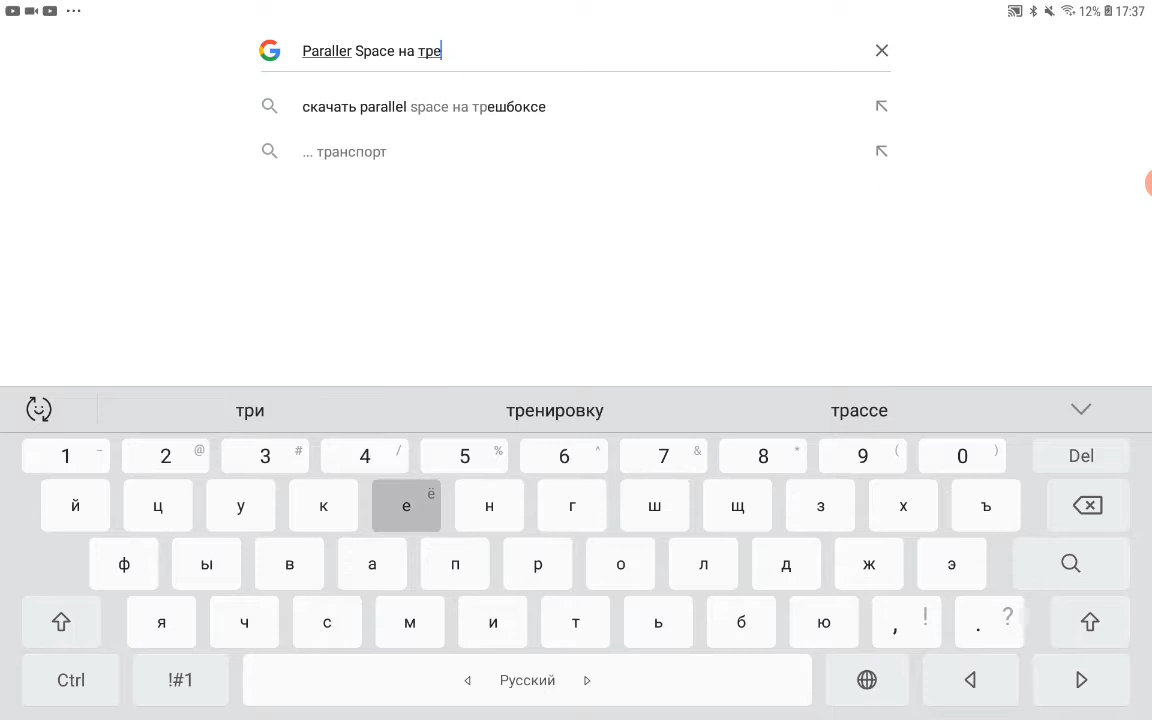 12% 17:37
Paraller Space на тре
скачать parallel space на трешбоксе
... транспорт
три тренировку трассе
1 - 2 @ 3 # 4 / 5 % 6 ^ 7 & 8 * 9 ( 0 ) Del
й ц у к е ё н г ш щ з х ъ
ф ы в а п р о л д ж э
я ч с м и т ь б ю , ! . ?
Ctrl !#1 Русский